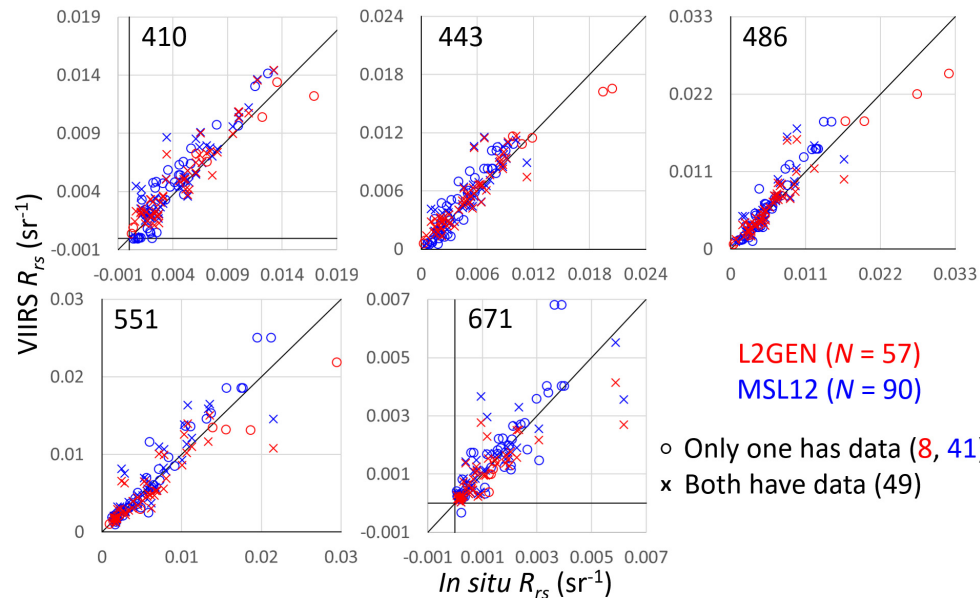 VIIRS Rrs (sr-1)
410
0.019
0.014
0.009
0.004
-0.001
-0.001 0.004 0.009 0.014 0.019
443
0.024
0.018
0.012
0.006
0
0 0.006 0.012 0.018 0.024
486
0.033
0.022
0.011
0
0 0.011 0.022 0.033
551
0.03
0.02
0.01
0
0 0.01 0.02 0.03
671
0.007
0.005
0.003
0.001
-0.001
-0.001 0.001 0.003 0.005 0.007
In situ Rrs (sr-1)
L2GEN (N = 57)
MSL12 (N = 90)
o Only one has data (8, 41)
x Both have data (49)